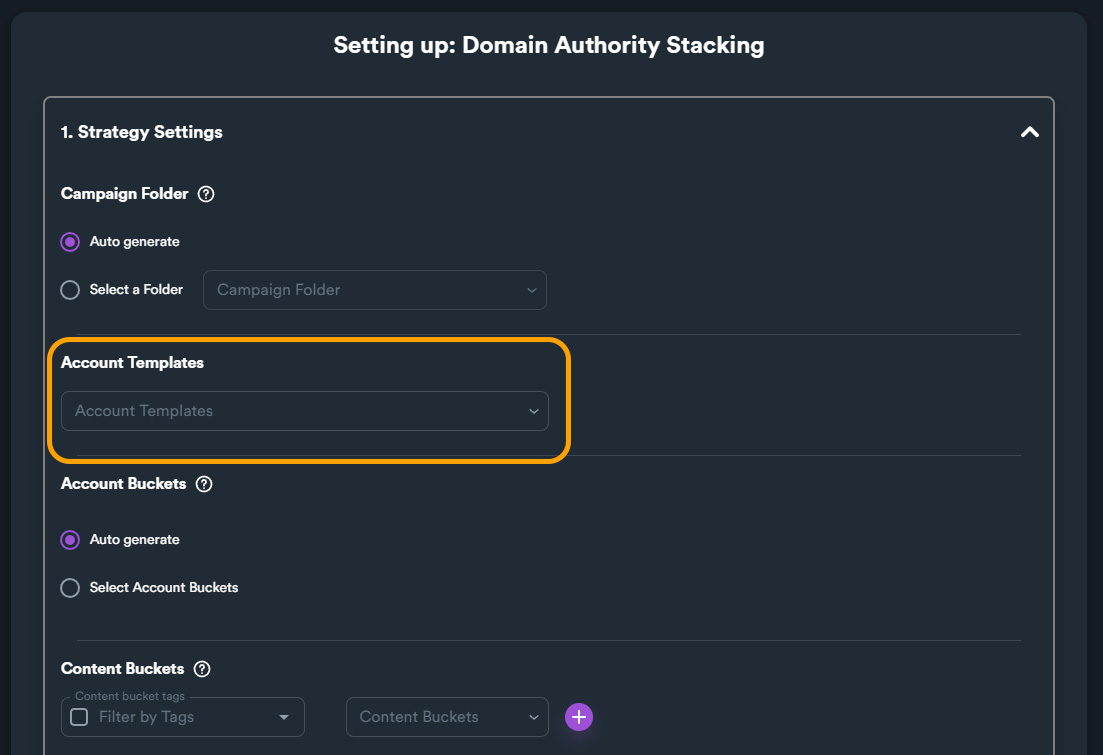 Setting up: Domain Authority Stacking
1. Strategy Settings
Campaign Folder
Auto generate
Select a Folder
Campaign Folder
Account Templates
Account Templates
Account Buckets
Auto generate
Select Account Buckets
Content Buckets
Content bucket tags
Filter by Tags
Content Buckets